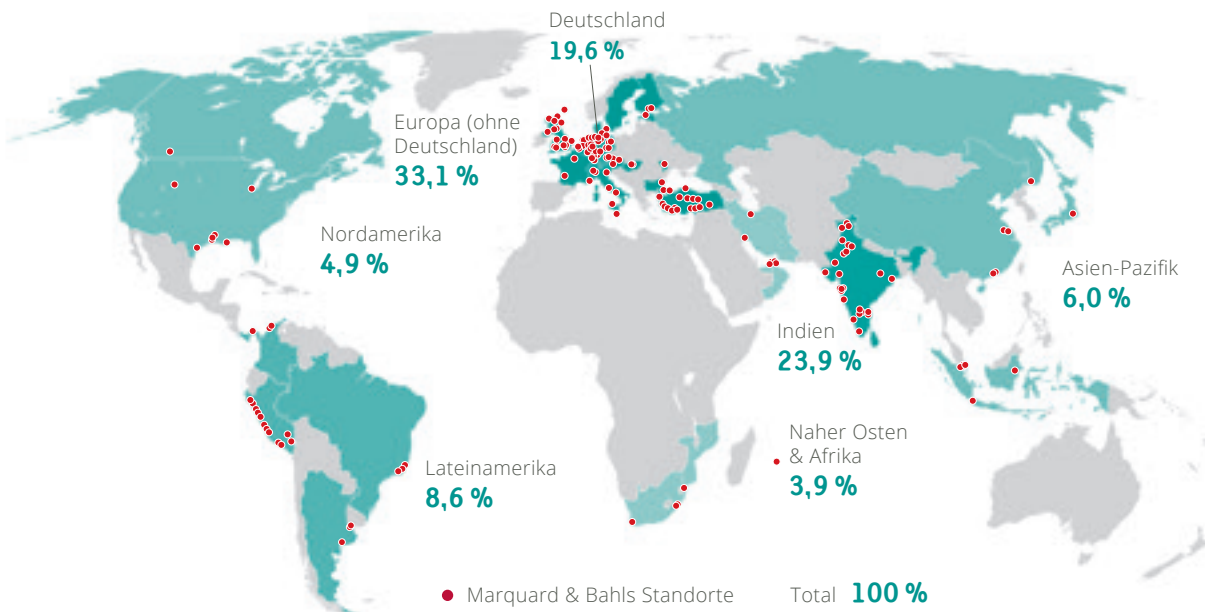 Deutschland
19,6 %
Europa (ohne
Deutschland)
33,1 %
Nordamerika
4,9 %
Asien-Pazifik
6,0 %
Indien
23,9 %
Naher Osten
& Afrika
3,9 %
Lateinamerika
8,6 %
Marquard & Bahls Standorte Total 100 %